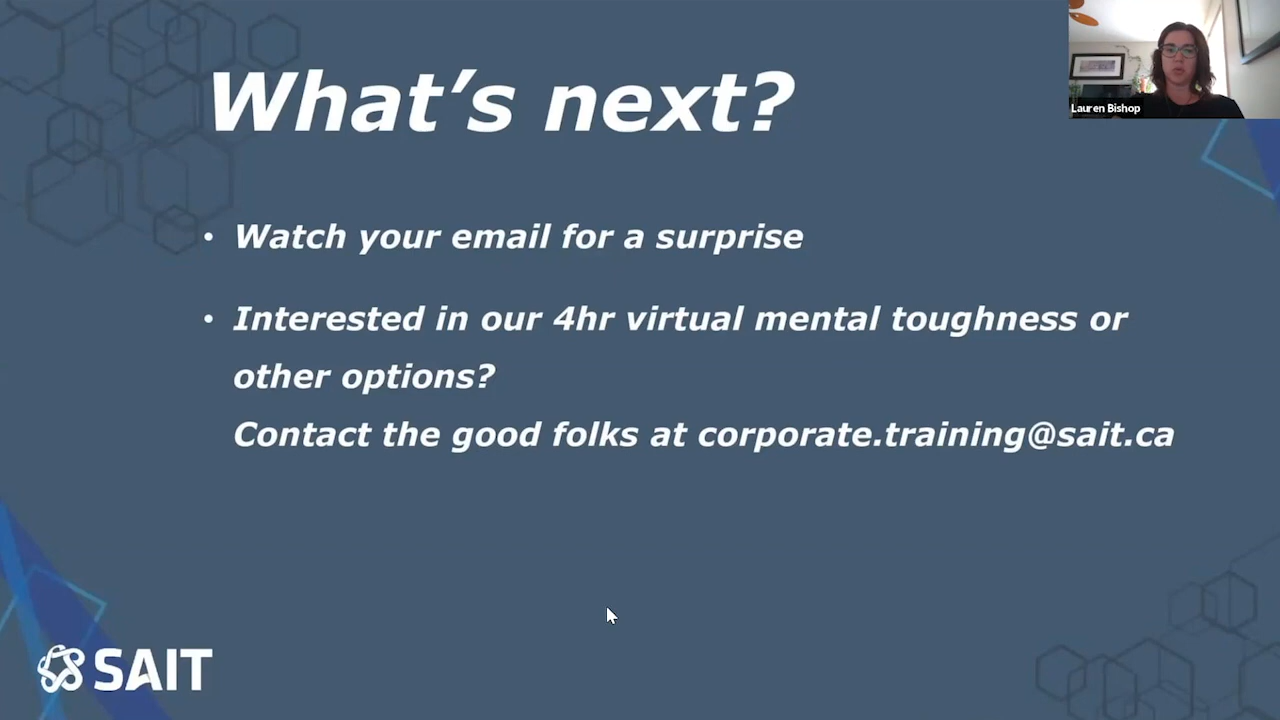 What's next?
Lauren Bishop
• Watch your email for a surprise
• Interested in our 4hr virtual mental toughness or
other options?
Contact the good folks at corporate.training@sait.ca
SAIT